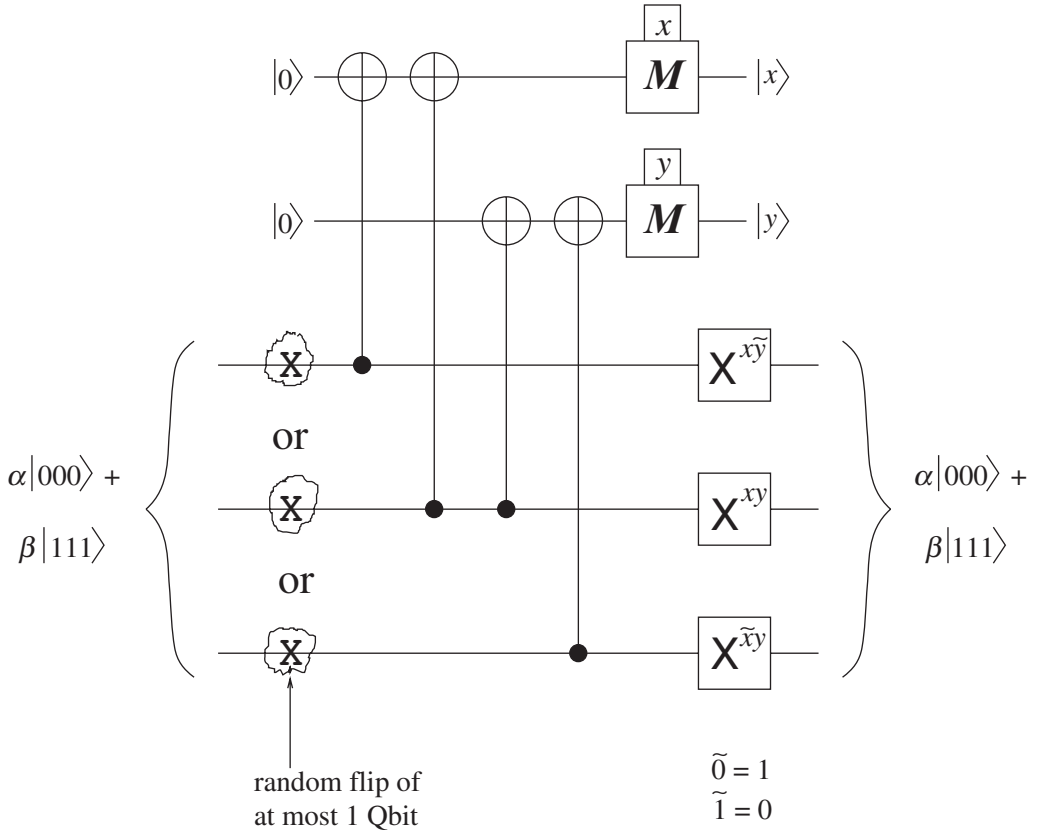 x
|0⟩ M |x⟩
y
|0⟩ M |y⟩
X X^{x\tilde{y}}
or
α|000⟩ + X X^{xy} α|000⟩ +
β|111⟩ β|111⟩
or
X X^{\tilde{x}y}
random flip of
at most 1 Qbit
\tilde{0} = 1
\tilde{1} = 0